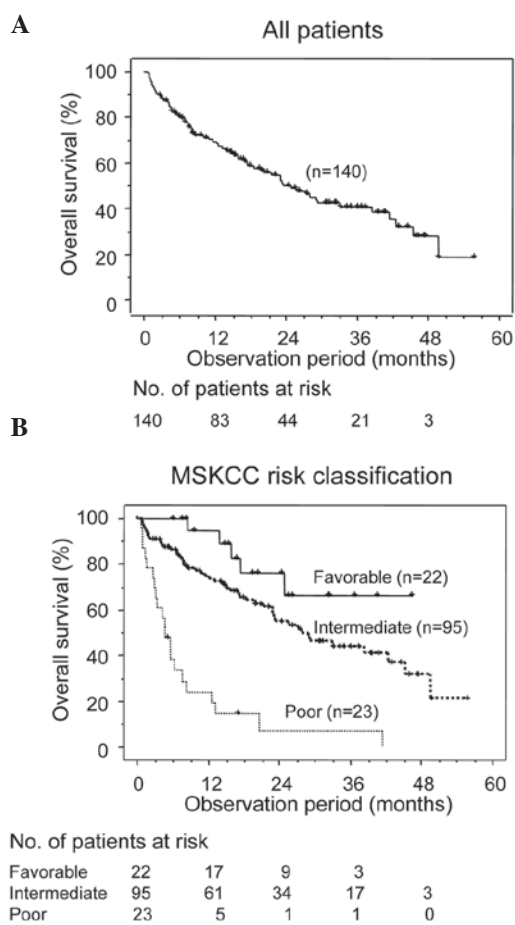 A
All patients
Overall survival (%)
100
80
60
40
20
0
(n=140)
0 12 24 36 48 60
Observation period (months)
No. of patients at risk
140 83 44 21 3
B
MSKCC risk classification
Overall survival (%)
100
80
60
40
20
0
Favorable (n=22)
Intermediate (n=95)
Poor (n=23)
0 12 24 36 48 60
Observation period (months)
No. of patients at risk
Favorable 22 17 9 3
Intermediate 95 61 34 17 3
Poor 23 5 1 1 0